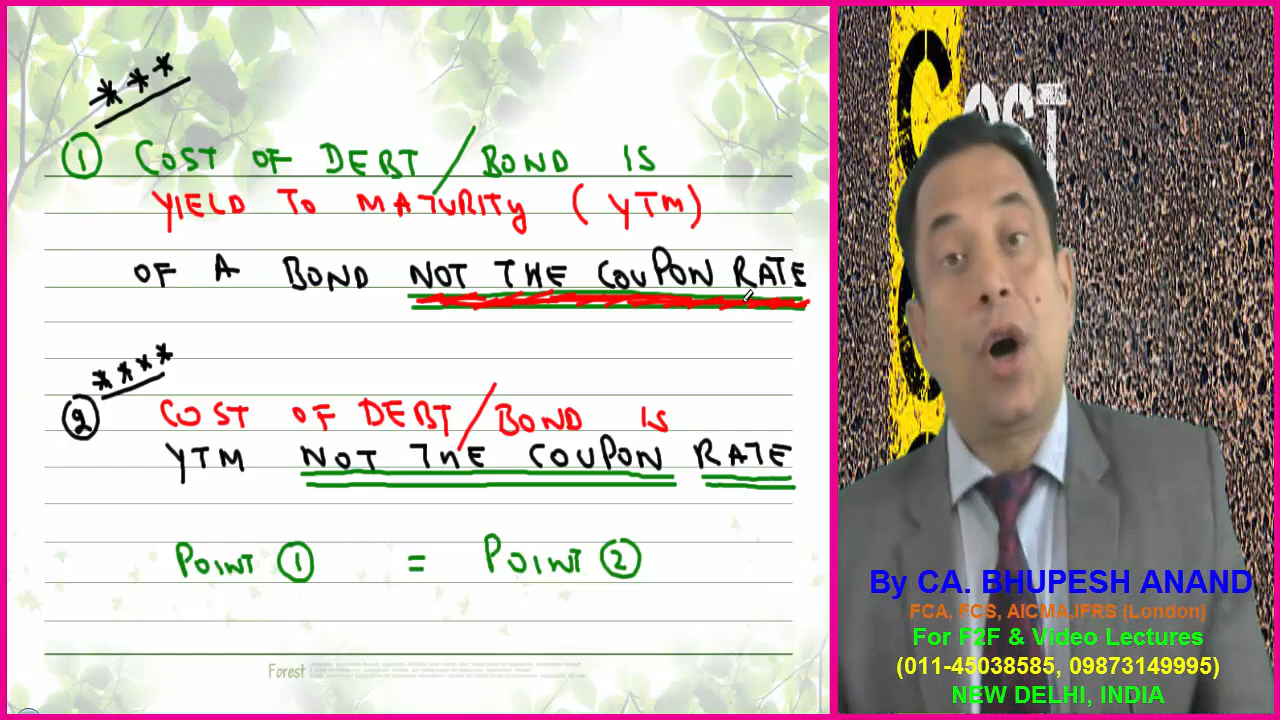 * * *
① COST OF DEBT / BOND IS
YIELD TO MATURITY (YTM)
OF A BOND NOT THE COUPON RATE
* * * *
② COST OF DEBT / BOND IS
YTM NOT THE COUPON RATE
POINT ① = POINT ②
Forest
COST
By CA. BHUPESH ANAND
FCA, FCS, AICMA,IFRS (London)
For F2F & Video Lectures
(011-45038585, 09873149995)
NEW DELHI, INDIA